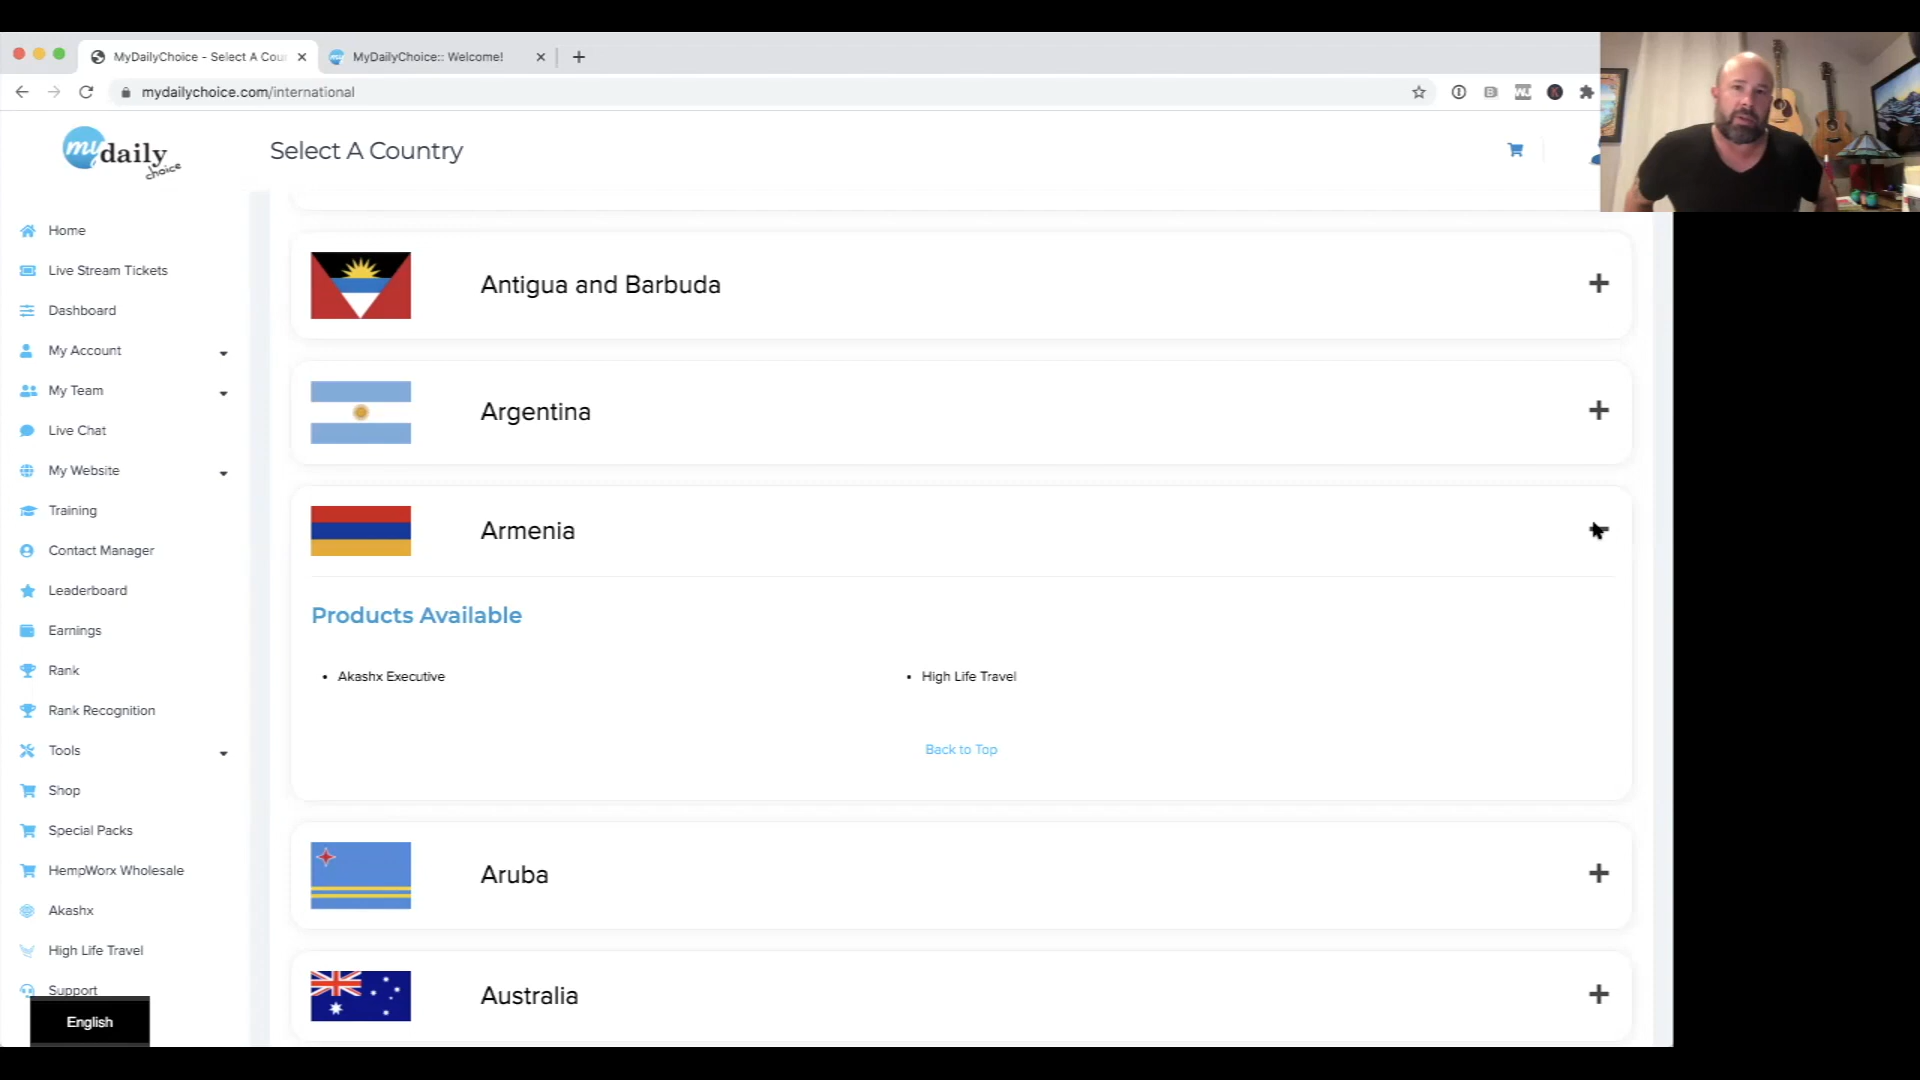 MyDailyChoice - Select A Coun
MyDailyChoice:: Welcome!
mydailychoice.com/international
my daily choice
Select A Country
Home
Live Stream Tickets
Dashboard
My Account
My Team
Live Chat
My Website
Training
Contact Manager
Leaderboard
Earnings
Rank
Rank Recognition
Tools
Shop
Special Packs
HempWorx Wholesale
Akashx
High Life Travel
Support
English
Antigua and Barbuda
Argentina
Armenia
Products Available
• Akashx Executive
• High Life Travel
Back to Top
Aruba
Australia